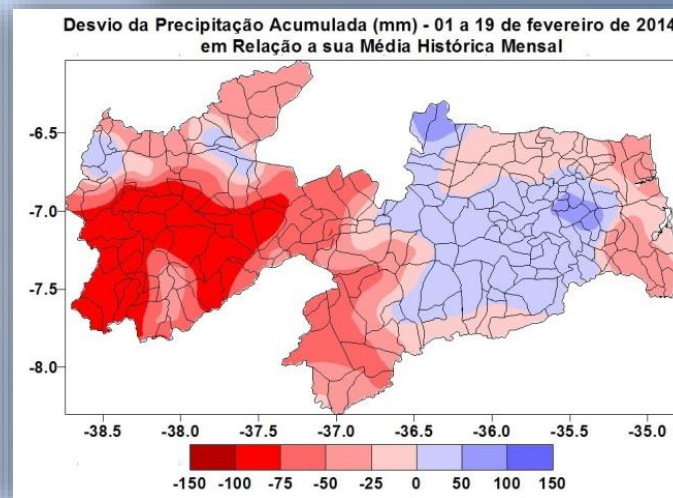 Desvio da Precipitação Acumulada (mm) - 01 a 19 de fevereiro de 2014
em Relação a sua Média Histórica Mensal
-6.5
-7.0
-7.5
-8.0
-38.5 -38.0 -37.5 -37.0 -36.5 -36.0 -35.5 -35.0
-150 -100 -75 -50 -25 0 50 100 150